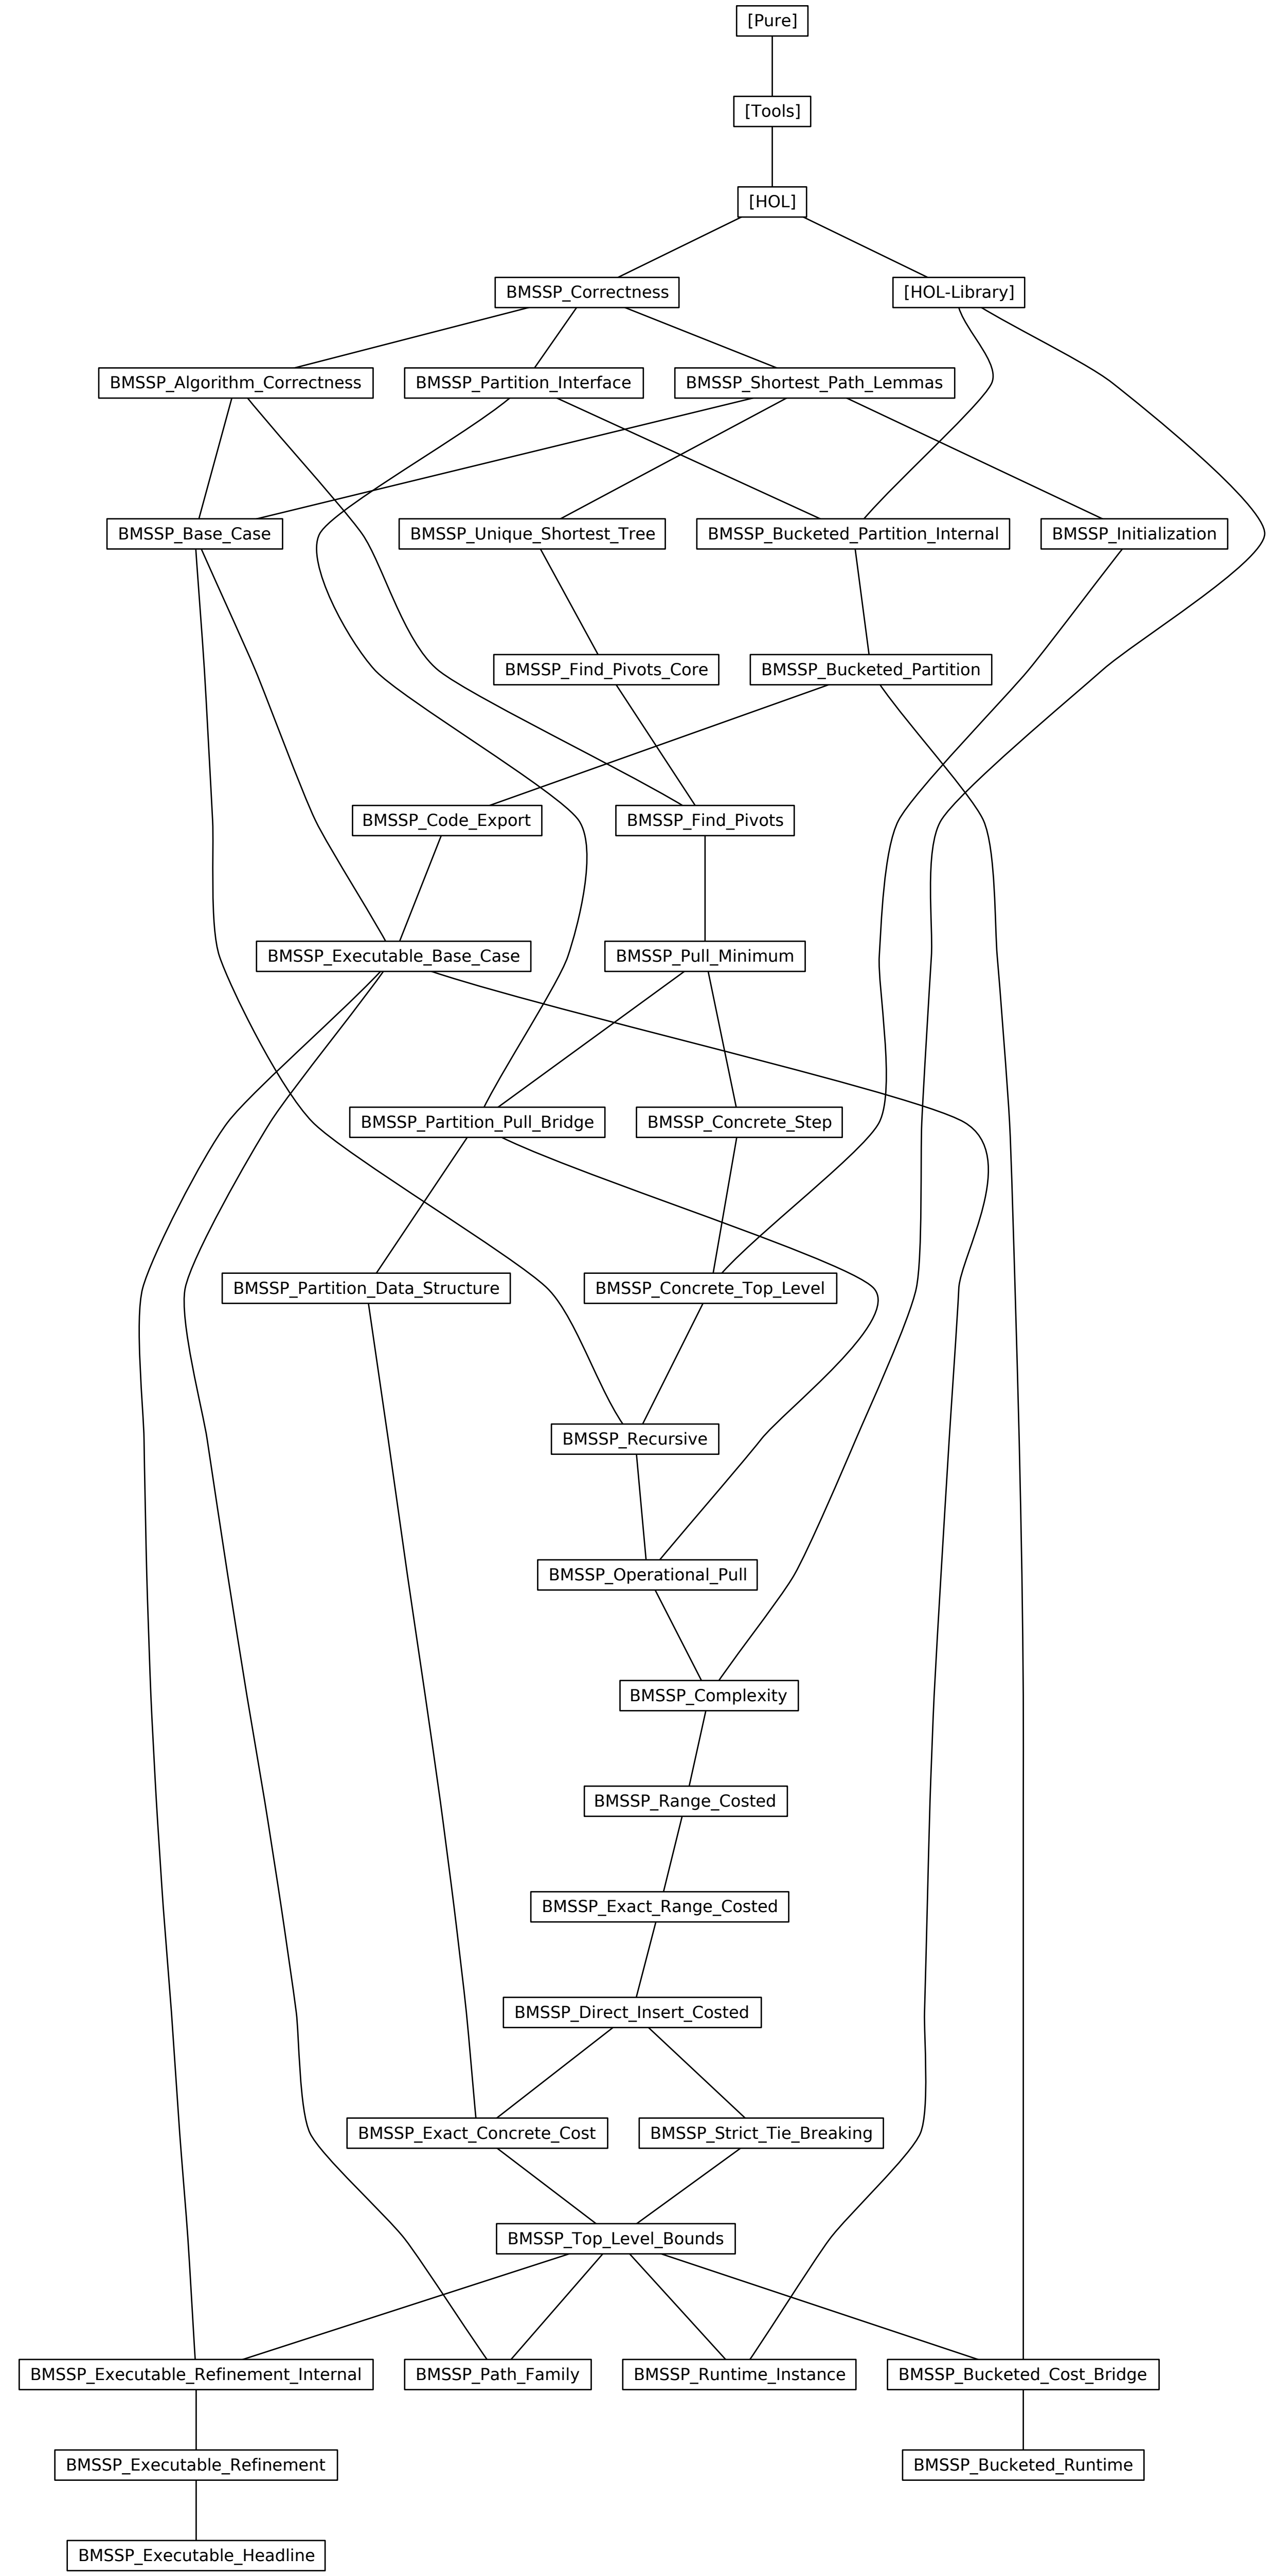 [Pure]
[Tools]
[HOL]
BMSSP_Correctness
[HOL-Library]
BMSSP_Algorithm_Correctness
BMSSP_Partition_Interface
BMSSP_Shortest_Path_Lemmas
BMSSP_Base_Case
BMSSP_Unique_Shortest_Tree
BMSSP_Bucketed_Partition_Internal
BMSSP_Initialization
BMSSP_Find_Pivots_Core
BMSSP_Bucketed_Partition
BMSSP_Code_Export
BMSSP_Find_Pivots
BMSSP_Executable_Base_Case
BMSSP_Pull_Minimum
BMSSP_Partition_Pull_Bridge
BMSSP_Concrete_Step
BMSSP_Partition_Data_Structure
BMSSP_Concrete_Top_Level
BMSSP_Recursive
BMSSP_Operational_Pull
BMSSP_Complexity
BMSSP_Range_Costed
BMSSP_Exact_Range_Costed
BMSSP_Direct_Insert_Costed
BMSSP_Exact_Concrete_Cost
BMSSP_Strict_Tie_Breaking
BMSSP_Top_Level_Bounds
BMSSP_Executable_Refinement_Internal
BMSSP_Path_Family
BMSSP_Runtime_Instance
BMSSP_Bucketed_Cost_Bridge
BMSSP_Executable_Refinement
BMSSP_Bucketed_Runtime
BMSSP_Executable_Headline